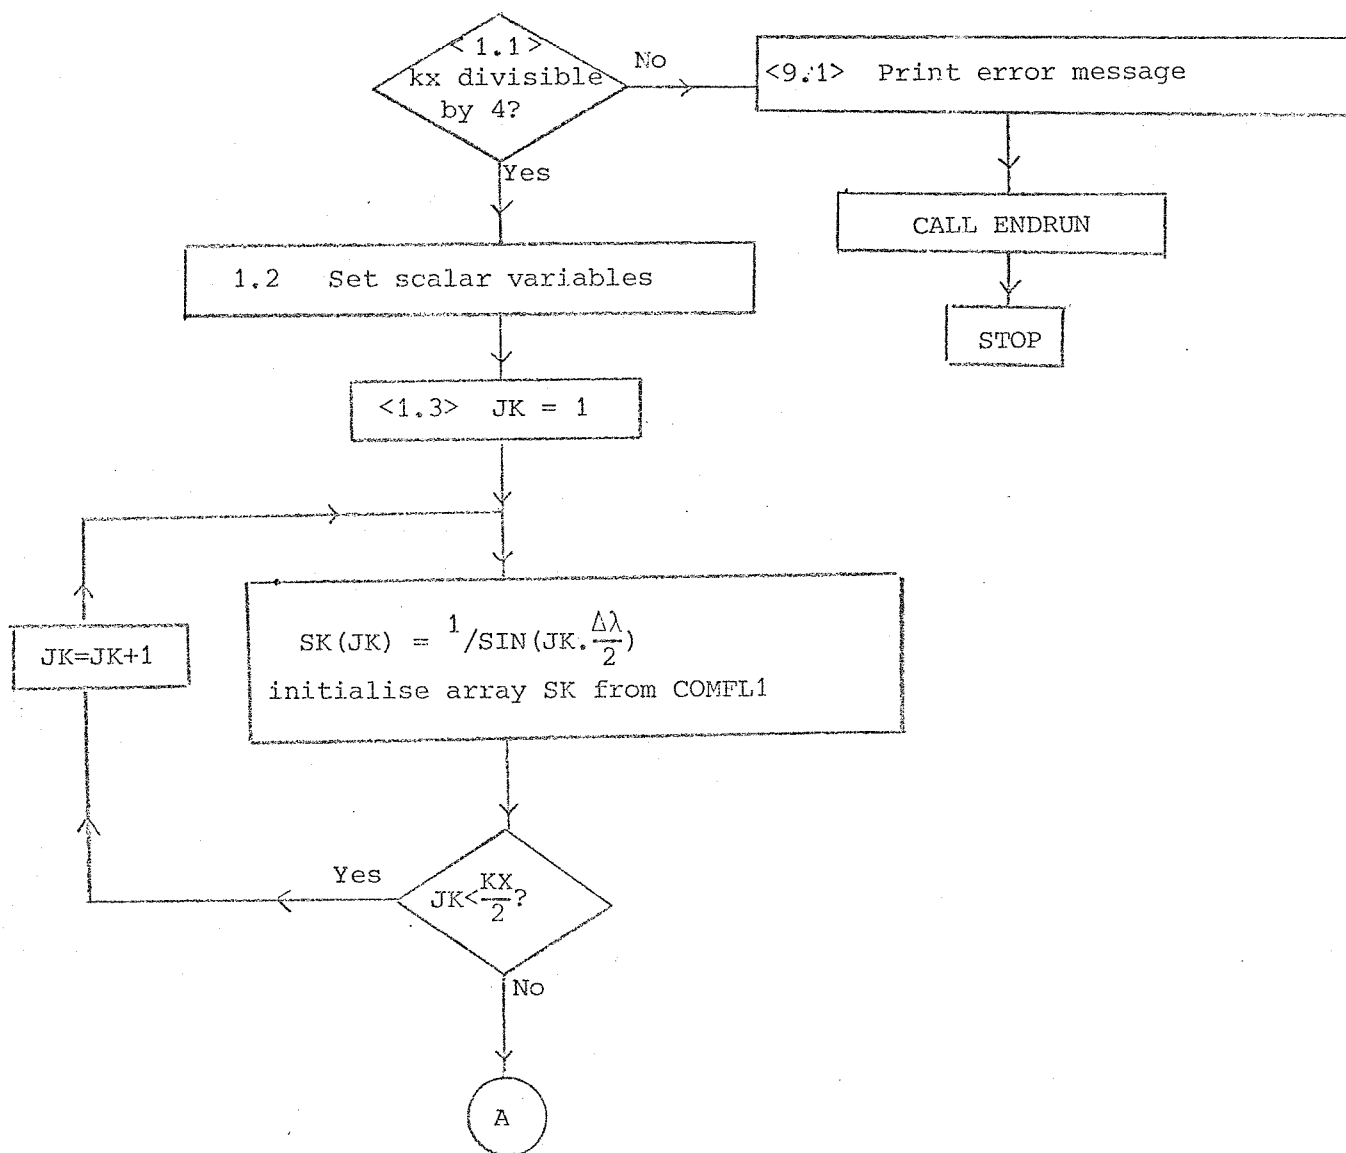 <1.1>
kx divisible
by 4?
No
<9.1> Print error message
Yes
CALL ENDRUN
1.2 Set scalar variables
STOP
<1.3> JK = 1
SK(JK) = 1/SIN(JK.Δλ/2)
initialise array SK from COMFL1
JK=JK+1
Yes
JK<KX/2?
No
A